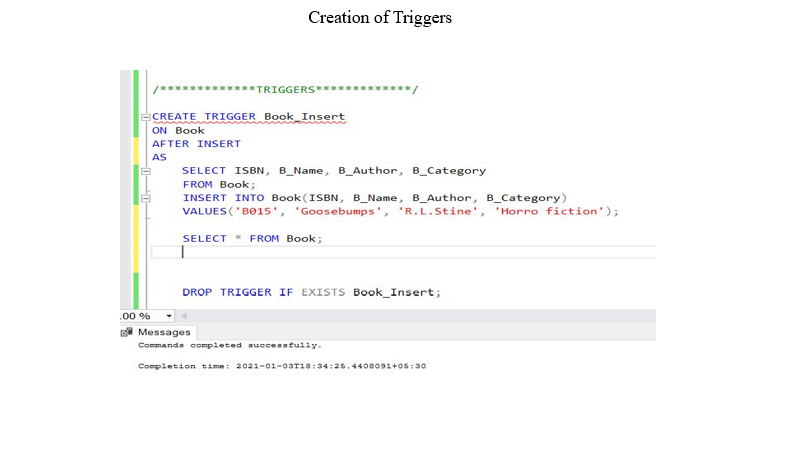 Creation of Triggers
/*************TRIGGERS*************/
CREATE TRIGGER Book_Insert
ON Book
AFTER INSERT
AS
SELECT ISBN, B_Name, B_Author, B_Category
FROM Book;
INSERT INTO Book(ISBN, B_Name, B_Author, B_Category)
VALUES('B015', 'Goosebumps', 'R.L.Stine', 'Horro fiction');
SELECT * FROM Book;
DROP TRIGGER IF EXISTS Book_Insert;
.00 %
Messages
Commands completed successfully.
Completion time: 2021-01-03T18:34:25.4408091+05:30